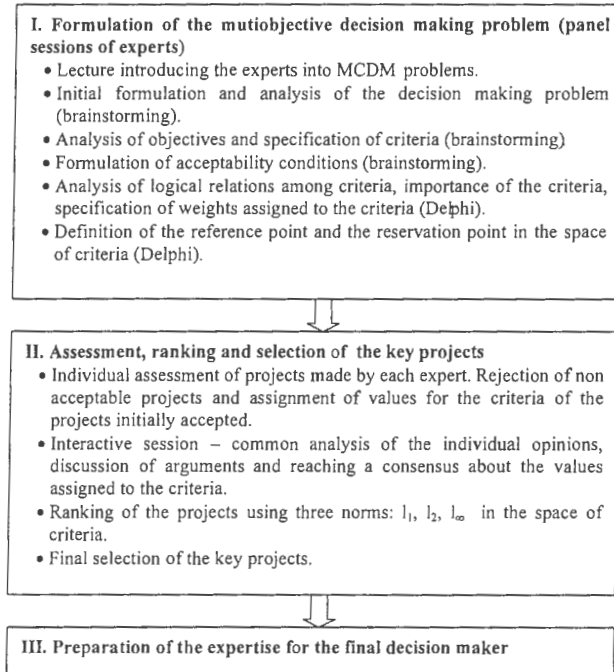 I. Formulation of the mutiobjective decision making problem (panel
sessions of experts)
• Lecture introducing the experts into MCDM problems.
• Initial formulation and analysis of the decision making problem
(brainstorming).
• Analysis of objectives and specification of criteria (brainstorming)
• Formulation of acceptability conditions (brainstorming).
• Analysis of logical relations among criteria, importance of the criteria,
specification of weights assigned to the criteria (Delphi).
• Definition of the reference point and the reservation point in the space
of criteria (Delphi).
II. Assessment, ranking and selection of the key projects
• Individual assessment of projects made by each expert. Rejection of non
acceptable projects and assignment of values for the criteria of the
projects initially accepted.
• Interactive session – common analysis of the individual opinions,
discussion of arguments and reaching a consensus about the values
assigned to the criteria.
• Ranking of the projects using three norms: l₁, l₂, l∞ in the space of
criteria.
• Final selection of the key projects.
III. Preparation of the expertise for the final decision maker